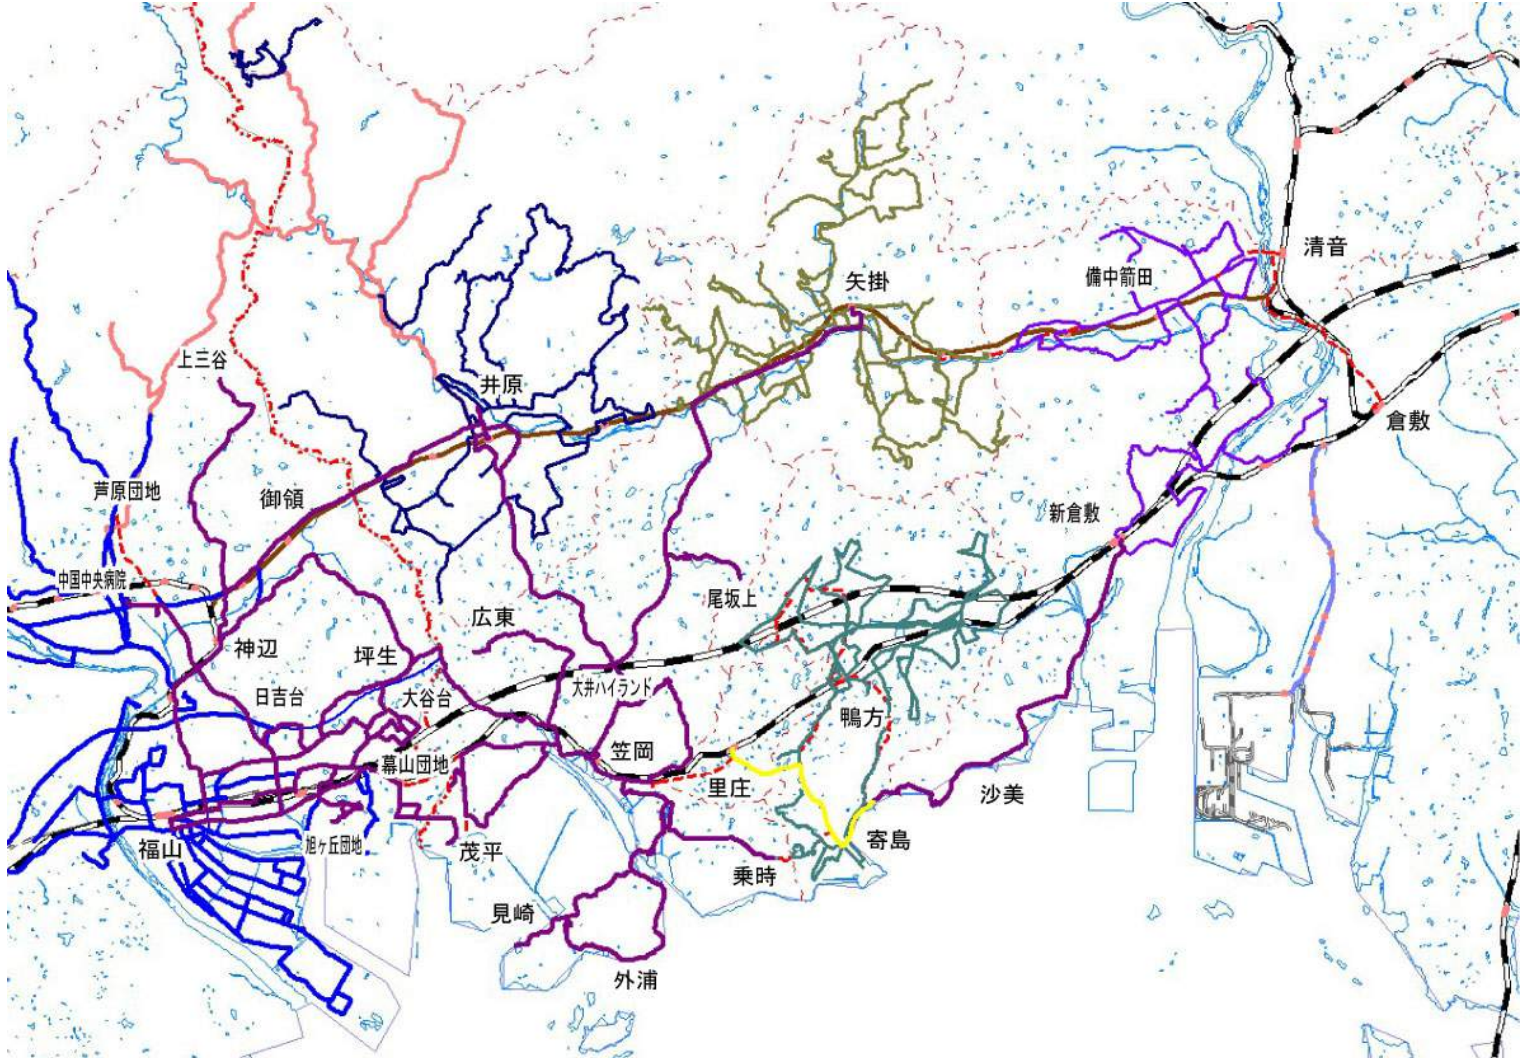 清音
備中箭田
矢掛
上三谷
井原
倉敷
芦原団地
御領
新倉敷
中国中央病院
尾坂上
広東
神辺
坪生
大谷台
大井ハイランド
日吉台
鴨方
笠岡
幕山団地
里庄
沙美
寄島
福山
旭ヶ丘団地
茂平
乗時
見崎
外浦